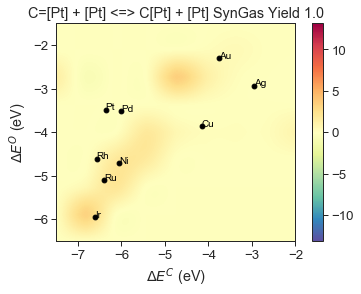 C=[Pt] + [Pt] <=> C[Pt] + [Pt] SynGas Yield 1.0
−2
−3
−4
−5
−6
ΔE^O (eV)
Au
Ag
Pt
Pd
Cu
Rh
Ni
Ru
Ir
−7
−6
−5
−4
−3
−2
ΔE^C (eV)
10
5
0
−5
−10